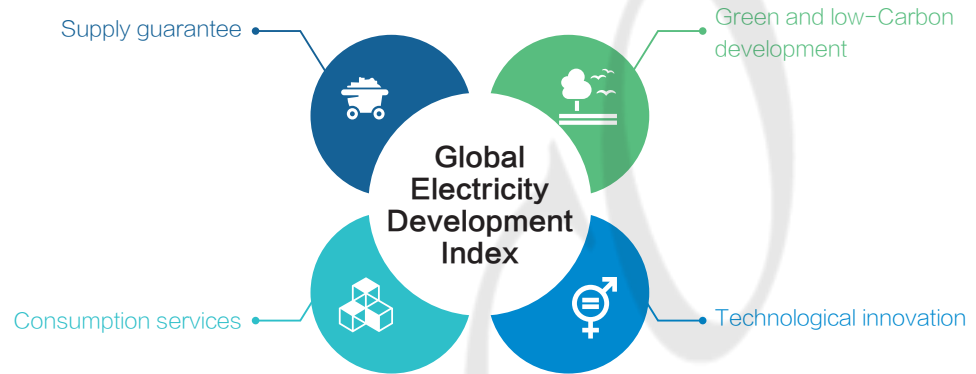 Supply guarantee
Green and low-Carbon
development
Global
Electricity
Development
Index
Consumption services
Technological innovation